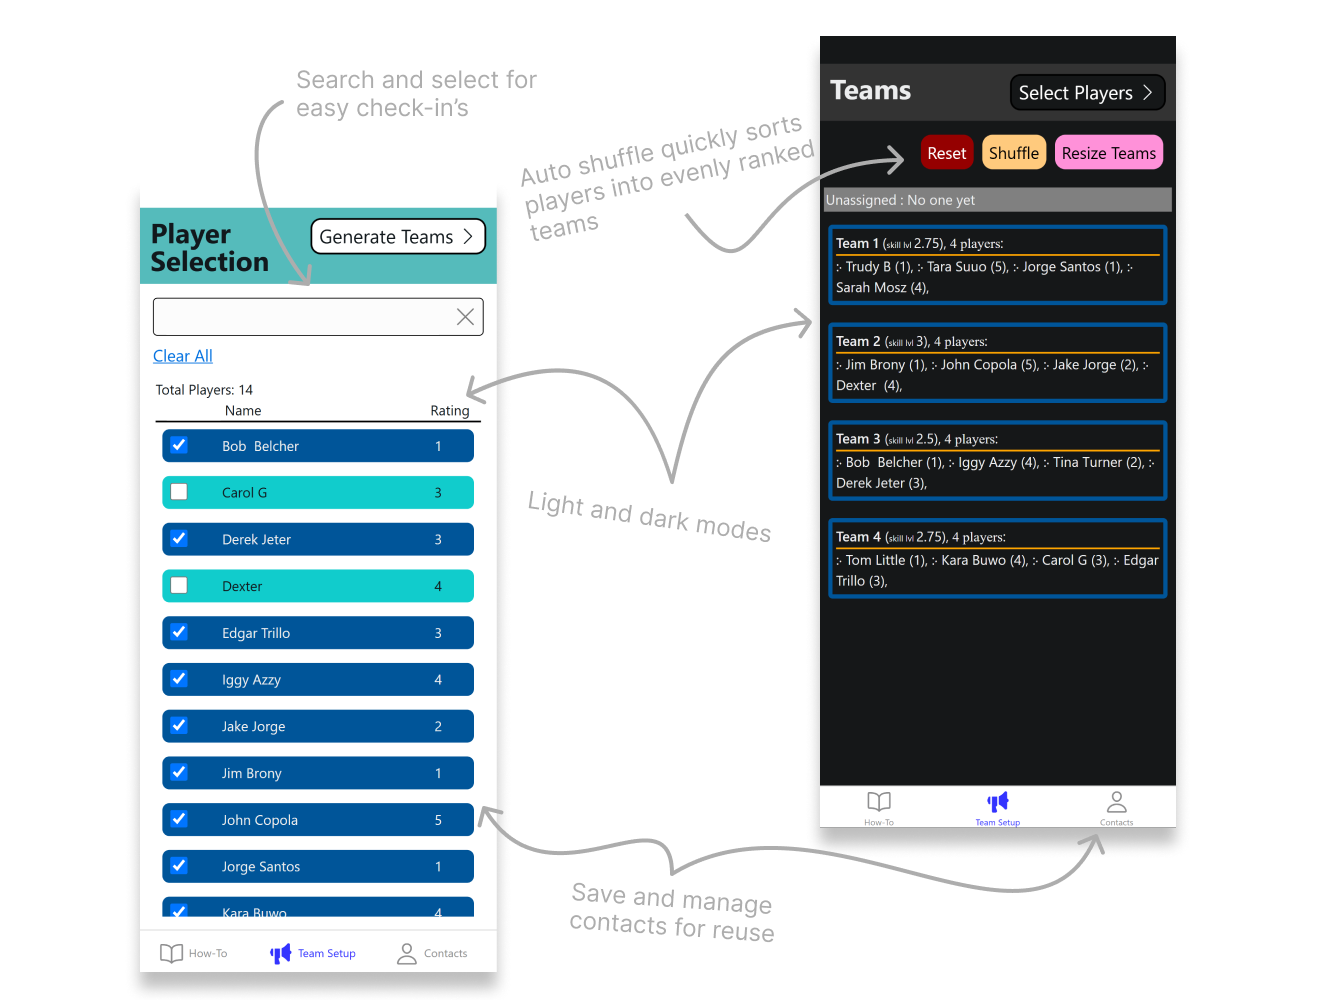 Search and select for
easy check-in's
Player
Selection
Generate Teams
Clear All
Total Players: 14
Name Rating
Bob  Belcher 1
Carol G 3
Derek Jeter 3
Dexter 4
Edgar Trillo 3
Iggy Azzy 4
Jake Jorge 2
Jim Brony 1
John Copola 5
Jorge Santos 1
Kara Buwo 4
How-To Team Setup Contacts
Auto shuffle quickly sorts
players into evenly ranked
teams
Light and dark modes
Save and manage
contacts for reuse
Teams
Select Players
Reset Shuffle Resize Teams
Unassigned : No one yet
Team 1 (skill lvl 2.75), 4 players:
:· Trudy B (1), :· Tara Suuo (5), :· Jorge Santos (1), :·
Sarah Mosz (4),
Team 2 (skill lvl 3), 4 players:
:· Jim Brony (1), :· John Copola (5), :· Jake Jorge (2), :·
Dexter  (4),
Team 3 (skill lvl 2.5), 4 players:
:· Bob  Belcher (1), :· Iggy Azzy (4), :· Tina Turner (2), :·
Derek Jeter (3),
Team 4 (skill lvl 2.75), 4 players:
:· Tom Little (1), :· Kara Buwo (4), :· Carol G (3), :· Edgar
Trillo (3),
How-To Team Setup Contacts